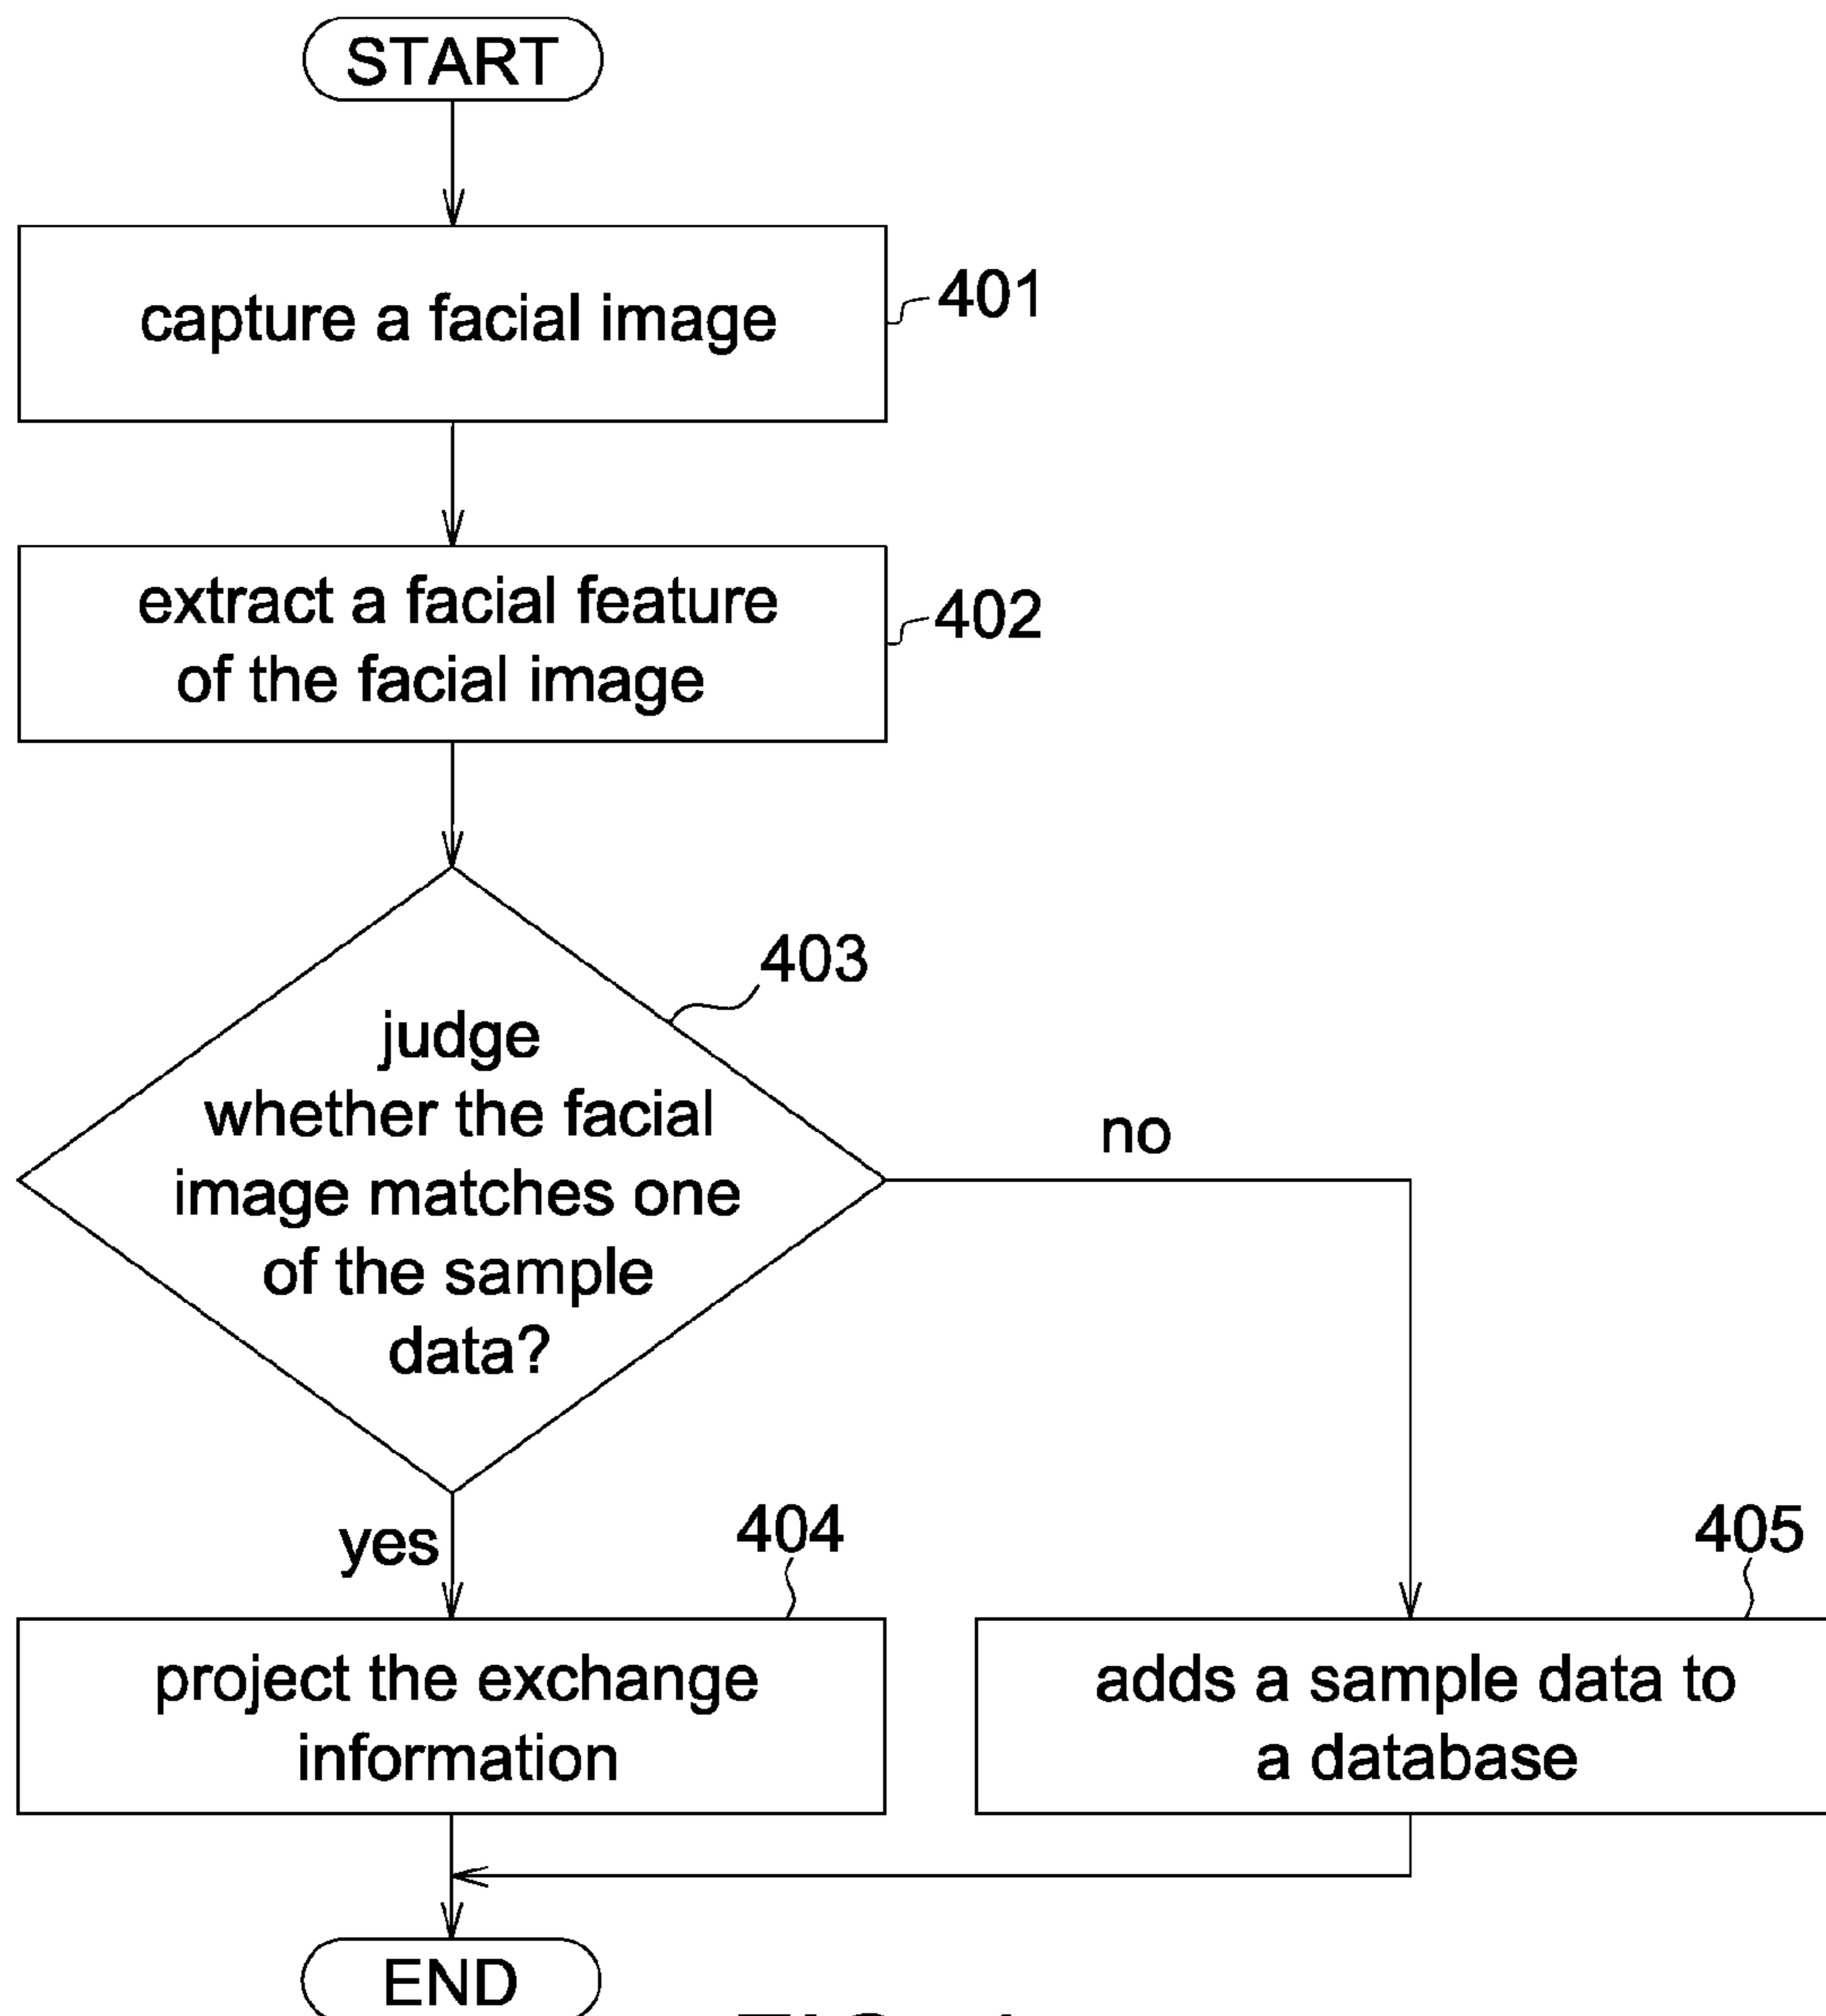 START
capture a facial image
401
extract a facial feature
of the facial image
402
403
judge
whether the facial
image matches one
of the sample
data?
no
yes
404
405
project the exchange
information
adds a sample data to
a database
END